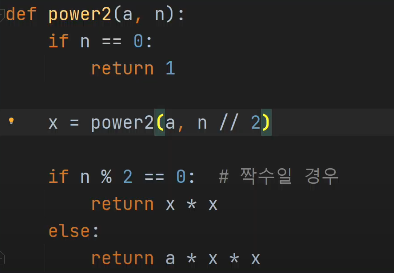 def power2(a, n):
    if n == 0:
        return 1
    x = power2(a, n // 2)
    if n % 2 == 0:  # 짝수일 경우
        return x * x
    else:
        return a * x * x